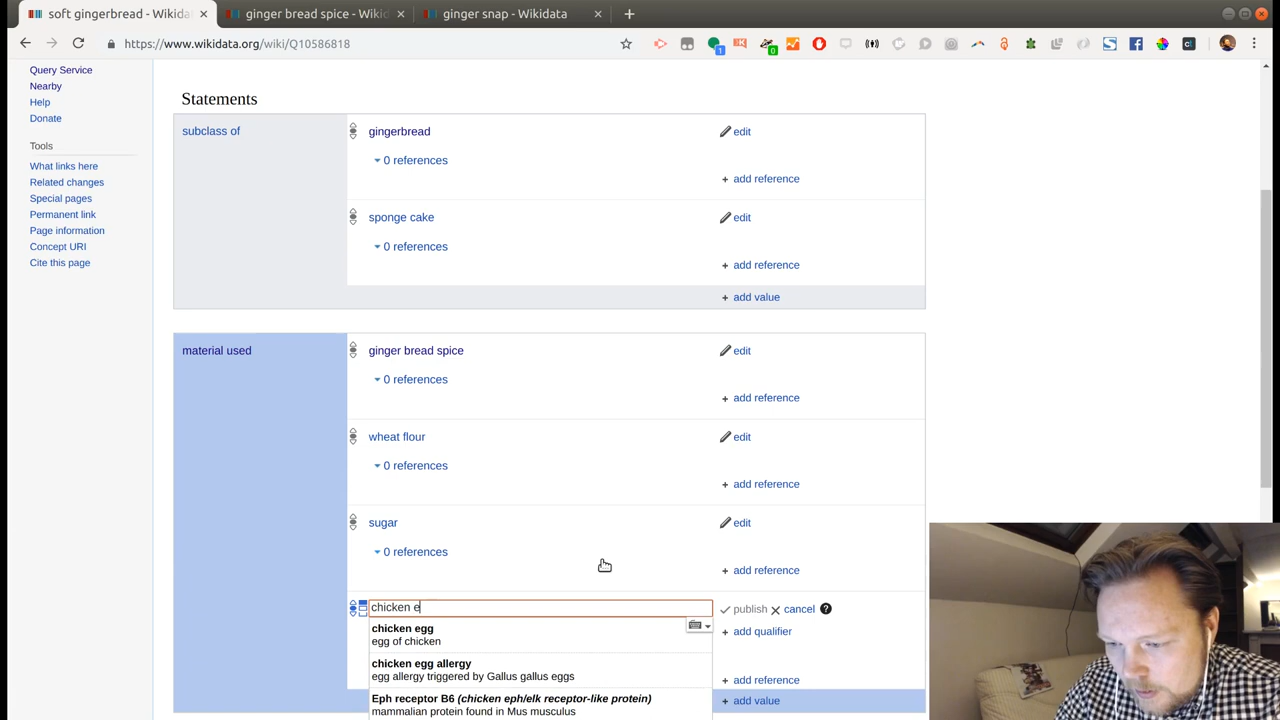 soft gingerbread - Wikida
ginger bread spice - Wikid
ginger snap - Wikidata
https://www.wikidata.org/wiki/Q10586818
1
0
Query Service
Nearby
Help
Donate
Tools
What links here
Related changes
Special pages
Permanent link
Page information
Concept URI
Cite this page
Statements
subclass of
gingerbread
edit
0 references
+ add reference
sponge cake
edit
0 references
+ add reference
+ add value
material used
ginger bread spice
edit
0 references
+ add reference
wheat flour
edit
0 references
+ add reference
sugar
edit
0 references
+ add reference
chicken e
publish
cancel
?
chicken egg
egg of chicken
+ add qualifier
chicken egg allergy
egg allergy triggered by Gallus gallus eggs
+ add reference
Eph receptor B6 (chicken eph/elk receptor-like protein)
mammalian protein found in Mus musculus
+ add value